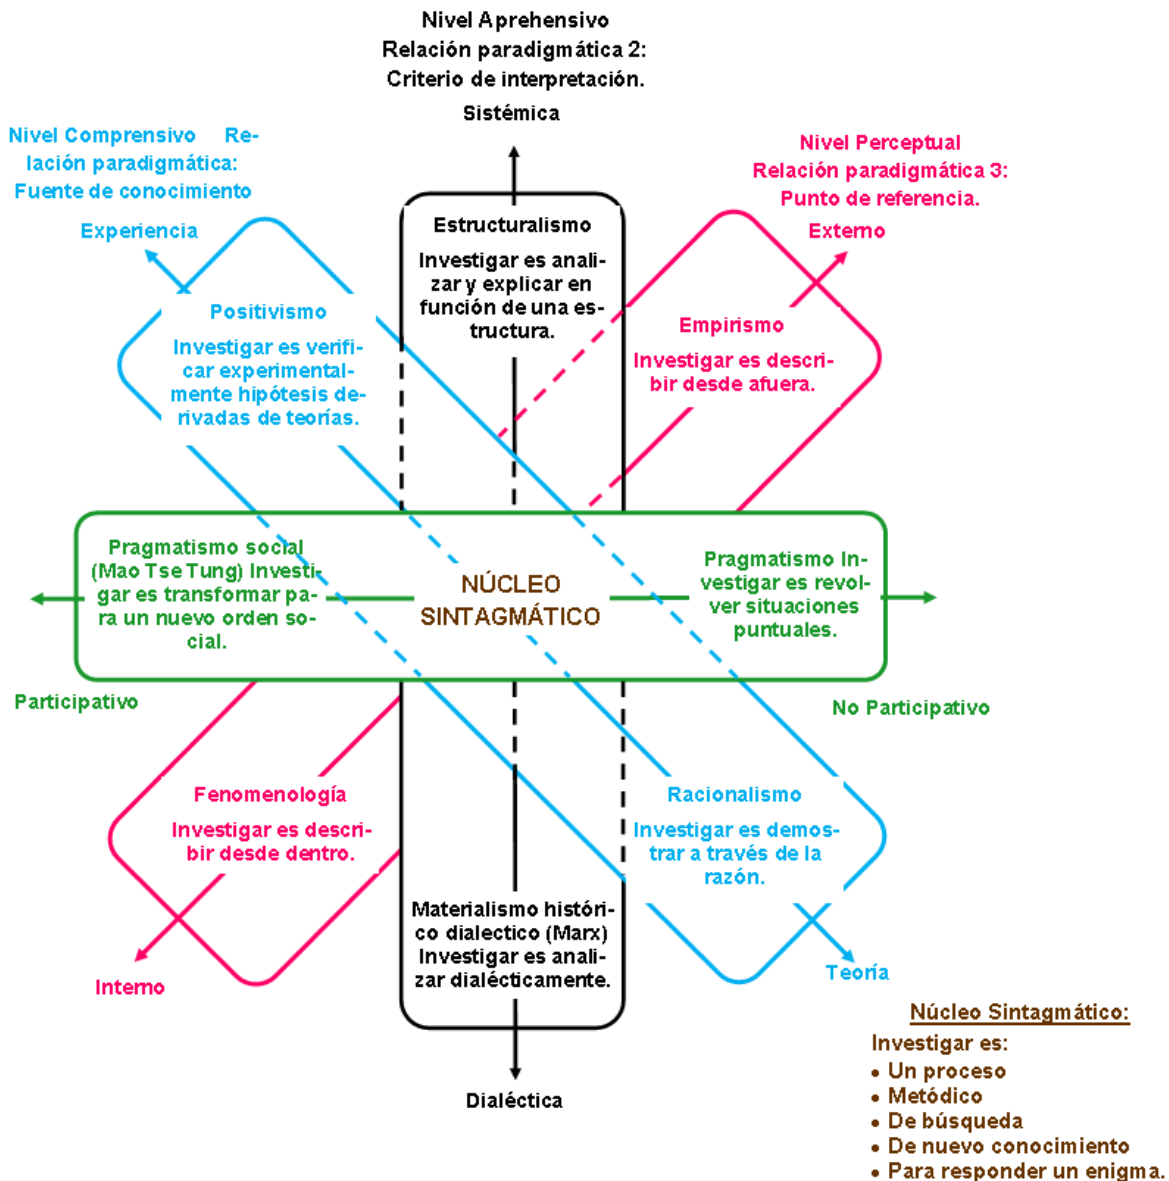 Nivel Aprehensivo
Relación paradigmática 2:
Criterio de interpretación.
Sistémica
Nivel Comprensivo Re-
lación paradigmática:
Fuente de conocimiento
Experiencia
Nivel Perceptual
Relación paradigmática 3:
Punto de referencia.
Externo
Estructuralismo
Investigar es anali-
zar y explicar en
función de una es-
tructura.
Positivismo
Investigar es verifi-
car experimental-
mente hipótesis de-
rivadas de teorías.
Empirismo
Investigar es descri-
bir desde afuera.
Pragmatismo social
(Mao Tse Tung) Investi-
gar es transformar pa-
ra un nuevo orden so-
cial.
NÚCLEO
SINTAGMÁTICO
Pragmatismo In-
vestigar es revol-
ver situaciones
puntuales.
Participativo
No Participativo
Fenomenología
Investigar es descri-
bir desde dentro.
Racionalismo
Investigar es demos-
trar a través de la
razón.
Materialismo históri-
co dialectico (Marx)
Investigar es anali-
zar dialécticamente.
Interno
Teoría
Dialéctica
Núcleo Sintagmático:
Investigar es:
• Un proceso
• Metódico
• De búsqueda
• De nuevo conocimiento
• Para responder un enigma.